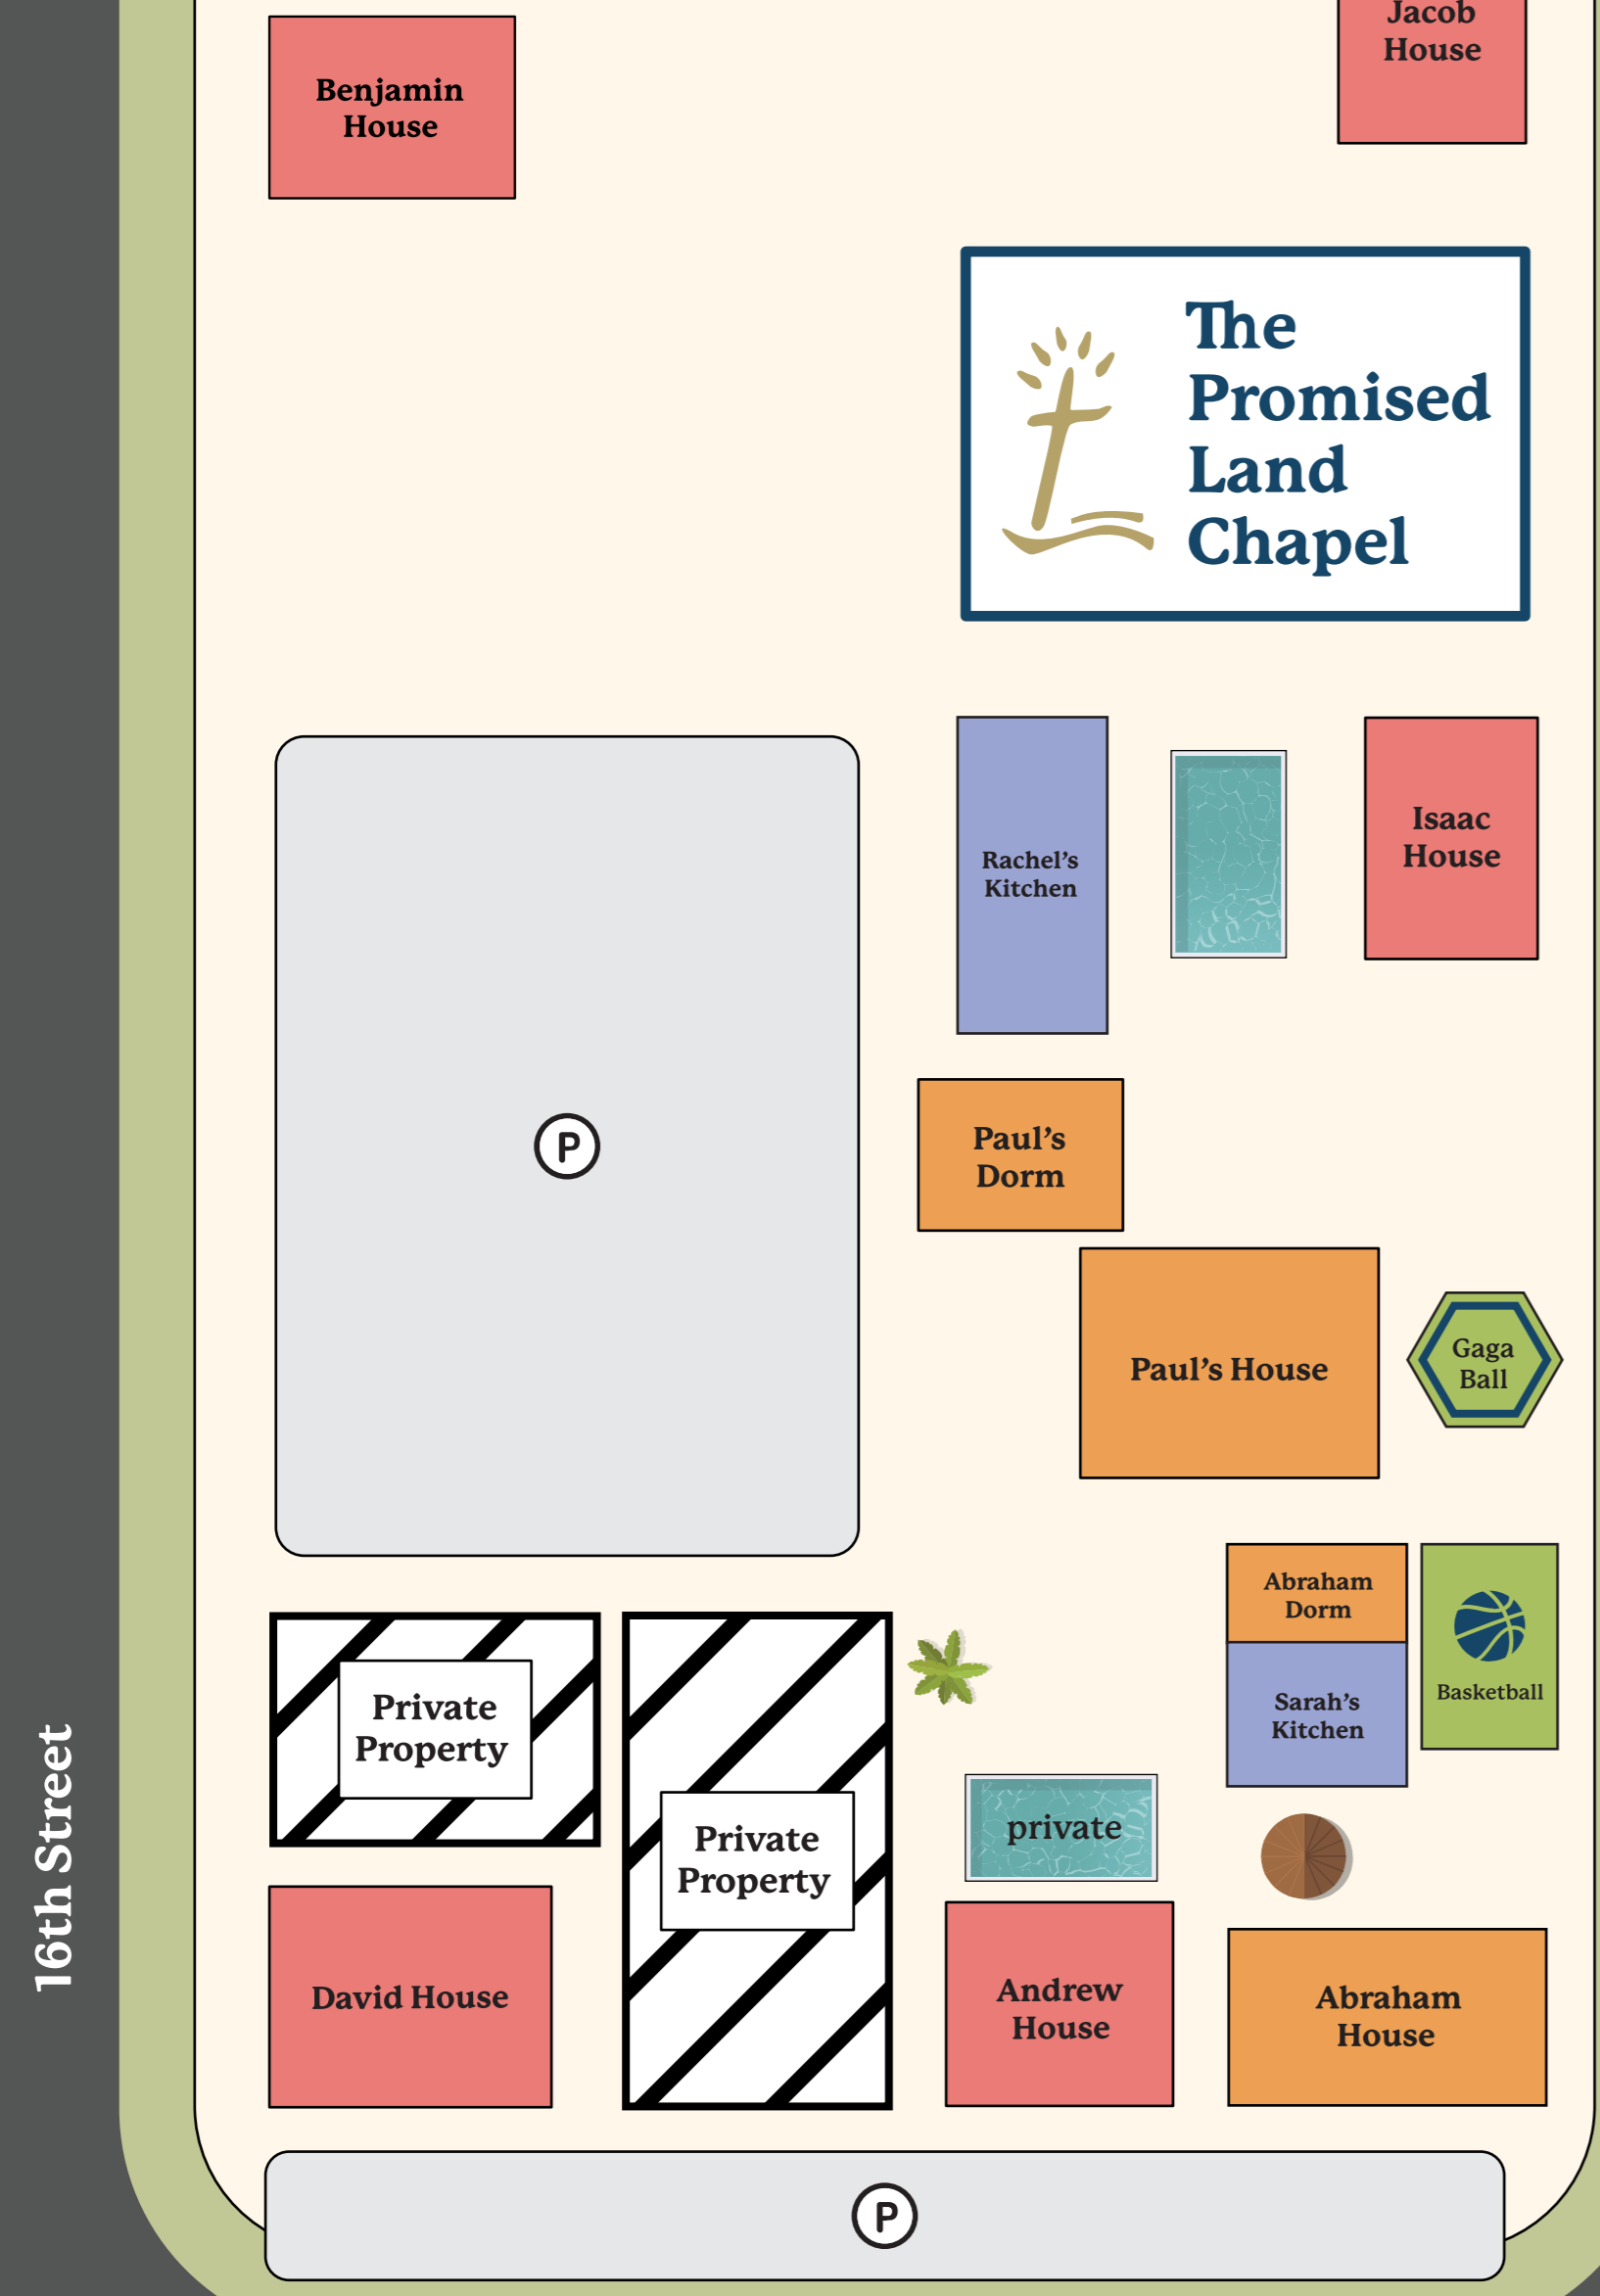 Jacob
House
Benjamin
House
The
Promised
Land
Chapel
Rachel’s
Kitchen
Isaac
House
P
Paul’s
Dorm
Paul’s House
Gaga
Ball
Abraham
Dorm
Sarah’s
Kitchen
Basketball
Private
Property
Private
Property
private
16th Street
David House
Andrew
House
Abraham
House
P